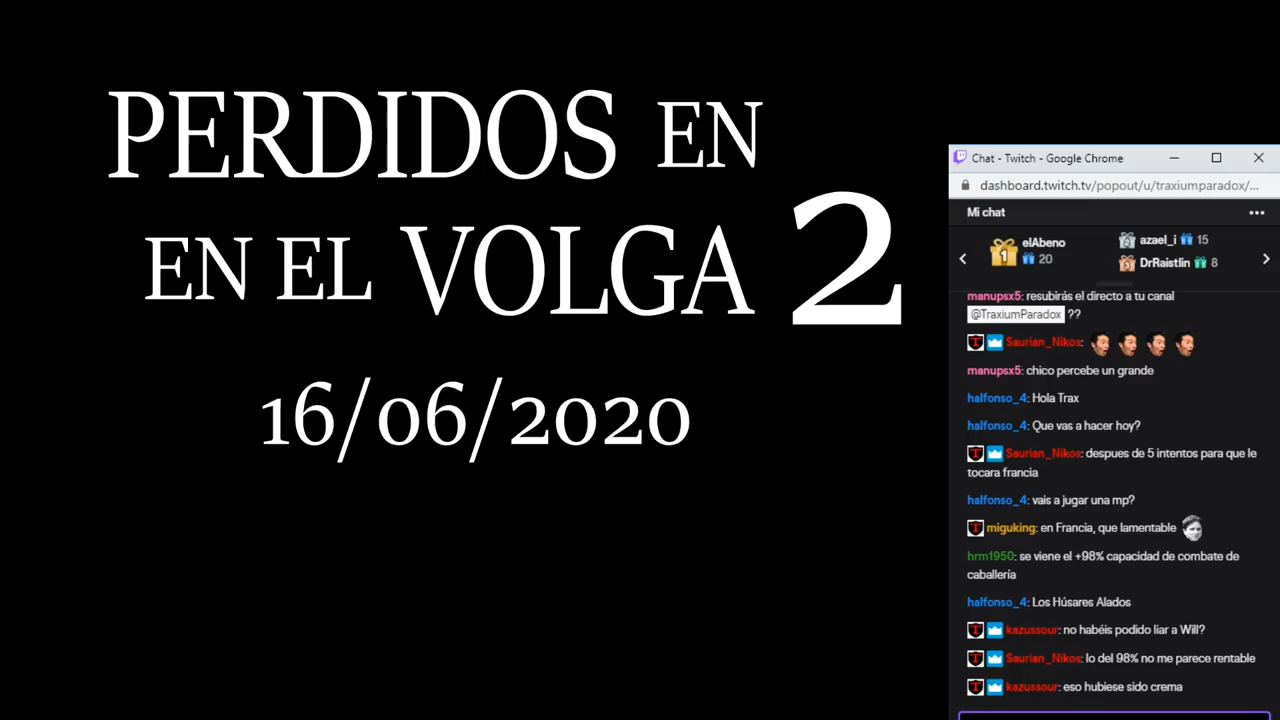 PERDIDOS EN
EN EL VOLGA 2
16/06/2020
Chat - Twitch - Google Chrome
dashboard.twitch.tv/popout/u/traxiumparadox/...
Mi chat
1 elAbeno
20
2 azael_i 15
3 DrRaistlin 8
manupsx5: resubirás el directo a tu canal
@TraxiumParadox ??
Saurian_Nikos:
manupsx5: chico percebe un grande
halfonso_4: Hola Trax
halfonso_4: Que vas a hacer hoy?
Saurian_Nikos: despues de 5 intentos para que le
tocara francia
halfonso_4: vais a jugar una mp?
miguking: en Francia, que lamentable
hrm1950: se viene el +98% capacidad de combate de
caballería
halfonso_4: Los Húsares Alados
kazussour: no habéis podido liar a Will?
Saurian_Nikos: lo del 98% no me parece rentable
kazussour: eso hubiese sido crema